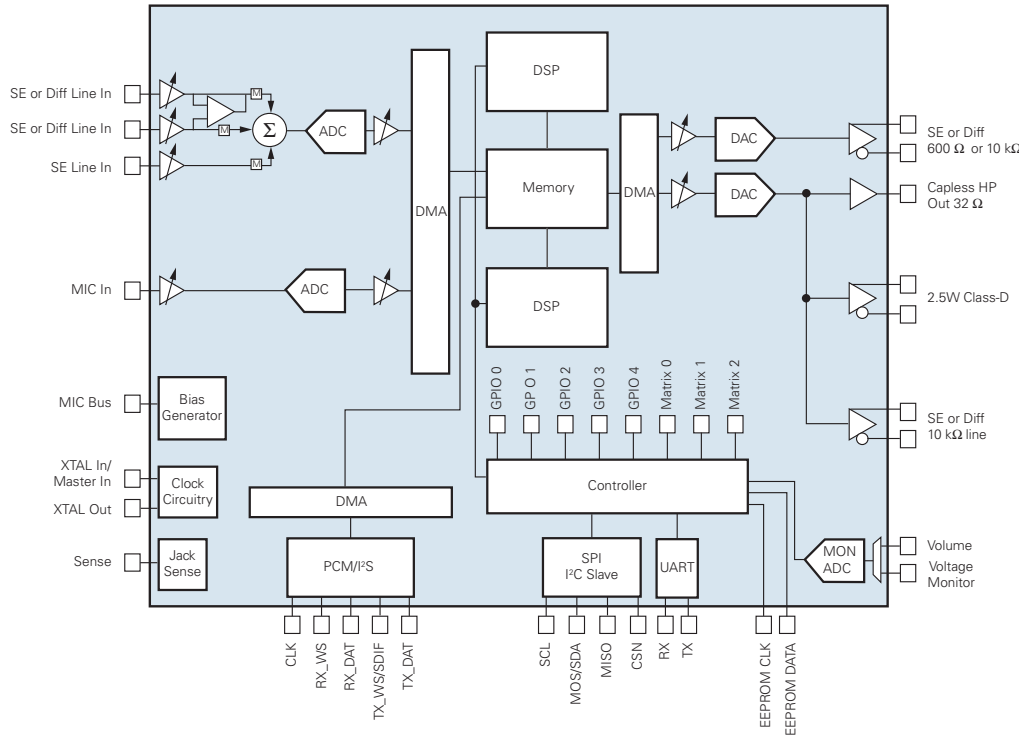 SE or Diff Line In
SE or Diff Line In
SE Line In
MIC In
MIC Bus
XTAL In/
Master In
XTAL Out
Sense
M
M
M
Σ
ADC
ADC
Bias
Generator
Clock
Circuitry
Jack
Sense
DMA
DMA
PCM/I²S
DSP
Memory
DSP
DMA
DAC
DAC
GPIO 0
GP O 1
GPIO 2
GPIO 3
GPIO 4
Matrix 0
Matrix 1
Matrix 2
Controller
SPI
I²C Slave
UART
MON
ADC
SE or Diff
600 Ω or 10 kΩ
Capless HP
Out 32 Ω
2.5W Class-D
SE or Diff
10 kΩ line
Volume
Voltage
Monitor
CLK
RX_WS
RX_DAT
TX_WS/SDIF
TX_DAT
SCL
MOS/SDA
MISO
CSN
RX
TX
EEPROM CLK
EEPROM DATA